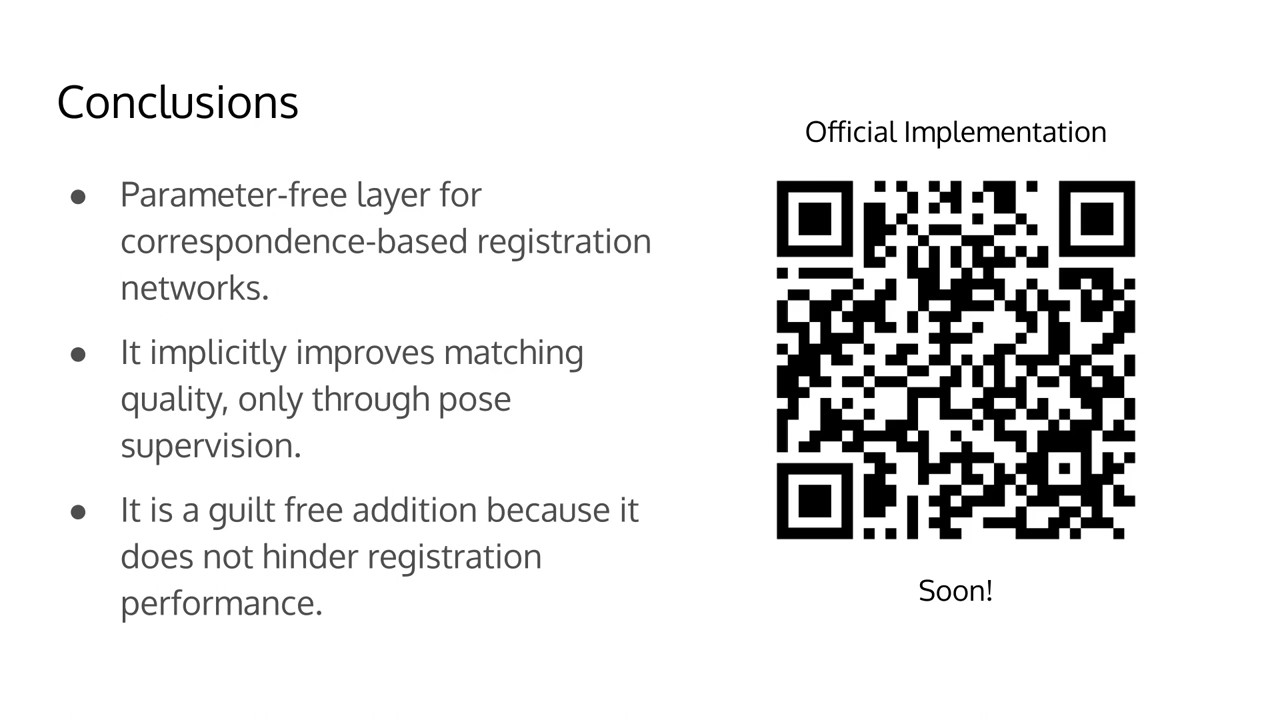 Conclusions
Parameter-free layer for
correspondence-based registration
networks.
It implicitly improves matching
quality, only through pose
supervision.
It is a guilt free addition because it
does not hinder registration
performance.
Official Implementation
Soon!